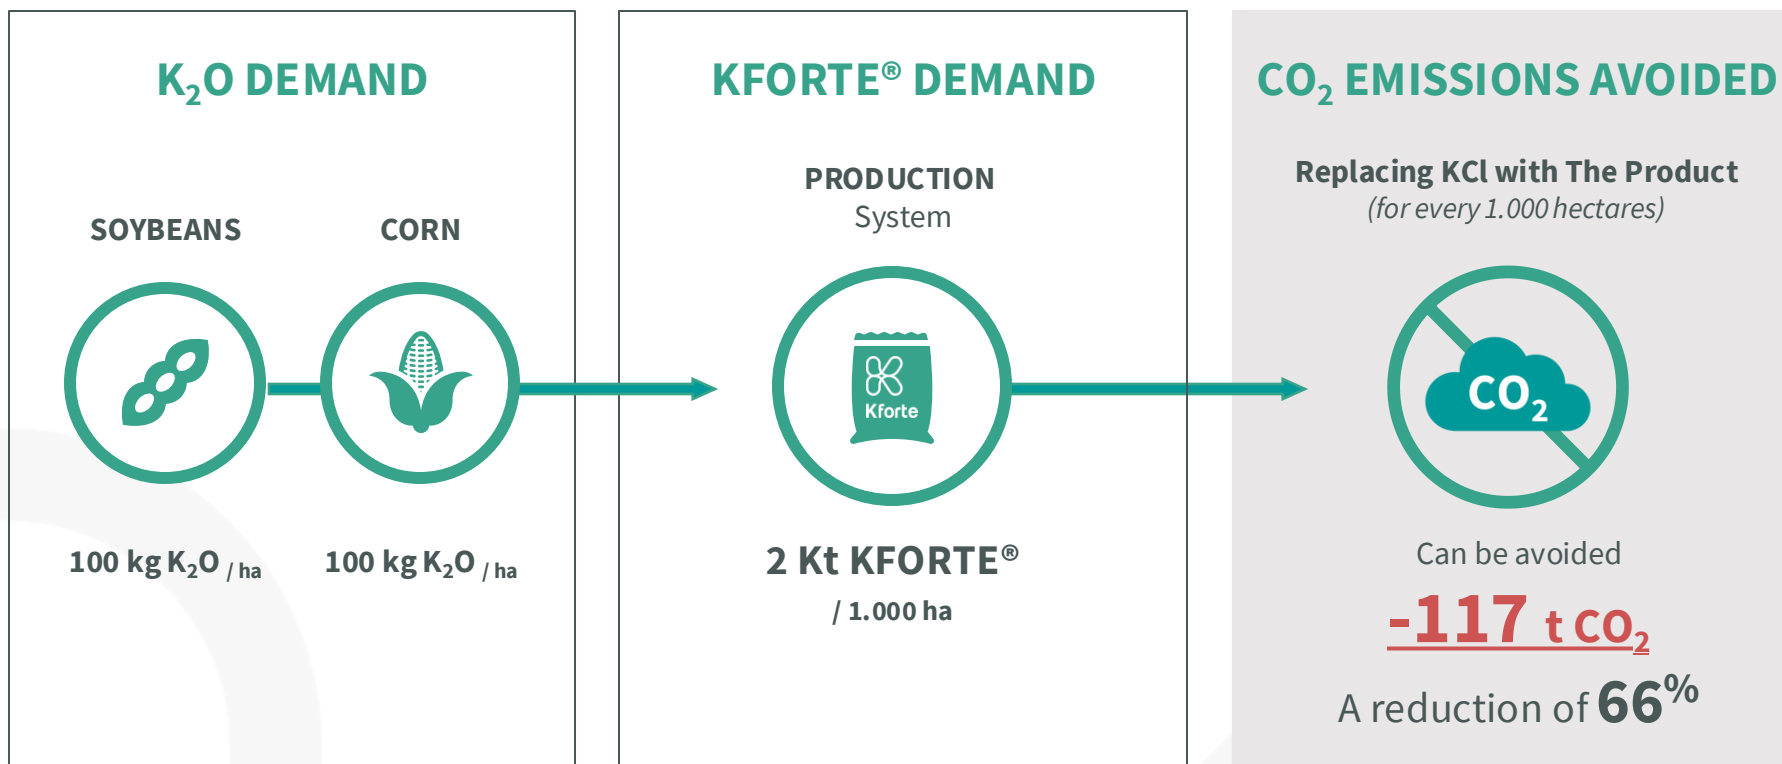 K₂O DEMAND
SOYBEANS
CORN
100 kg K₂O / ha
100 kg K₂O / ha
KFORTE® DEMAND
PRODUCTION
System
Kforte
2 Kt KFORTE®
/ 1.000 ha
CO₂ EMISSIONS AVOIDED
Replacing KCl with The Product
(for every 1.000 hectares)
CO₂
Can be avoided
-117 t CO₂
A reduction of 66%